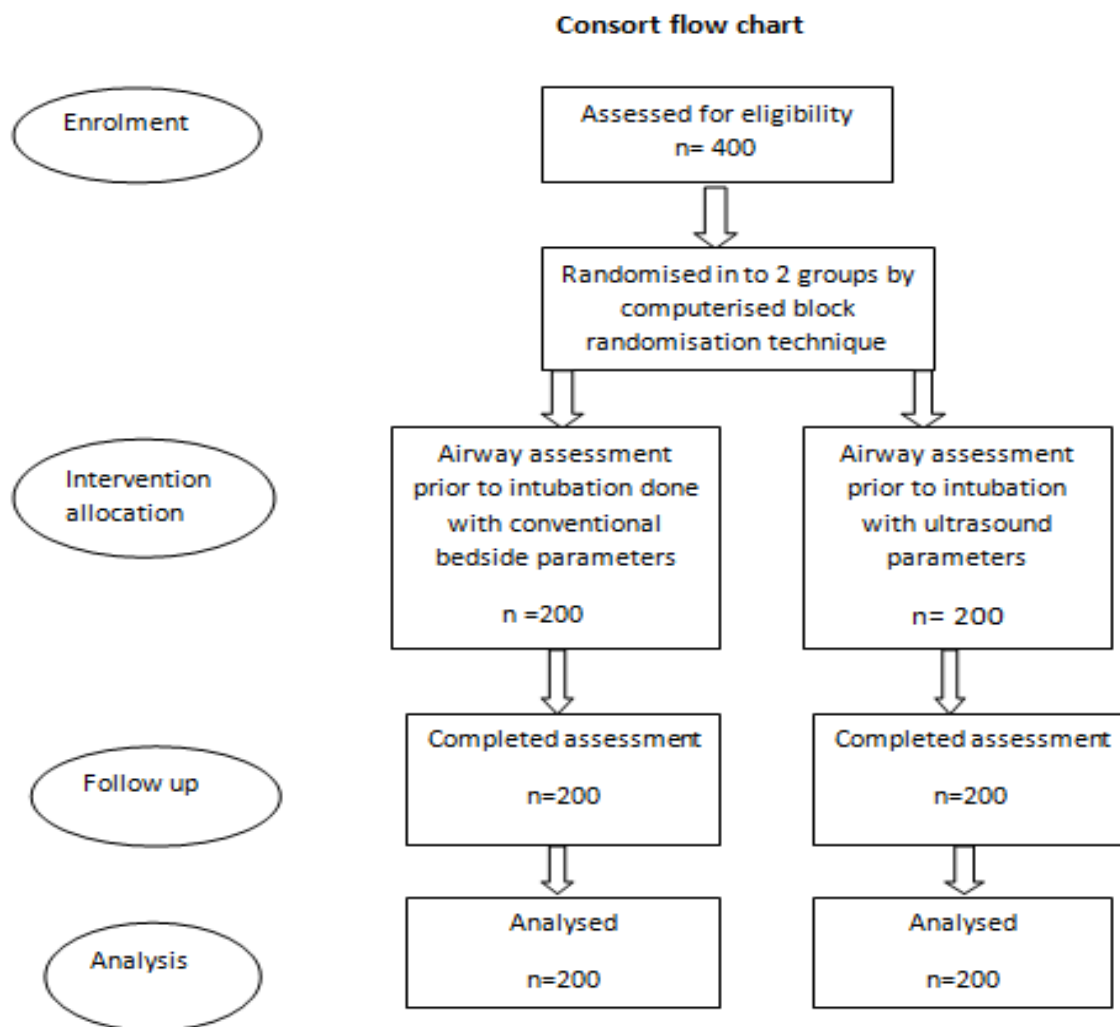 Consort flow chart
Enrolment
Assessed for eligibility
n= 400
Randomised in to 2 groups by
computerised block
randomisation technique
Intervention
allocation
Airway assessment
prior to intubation done
with conventional
bedside parameters
n =200
Airway assessment
prior to intubation
with ultrasound
parameters
n= 200
Follow up
Completed assessment
n=200
Completed assessment
n=200
Analysis
Analysed
n=200
Analysed
n=200